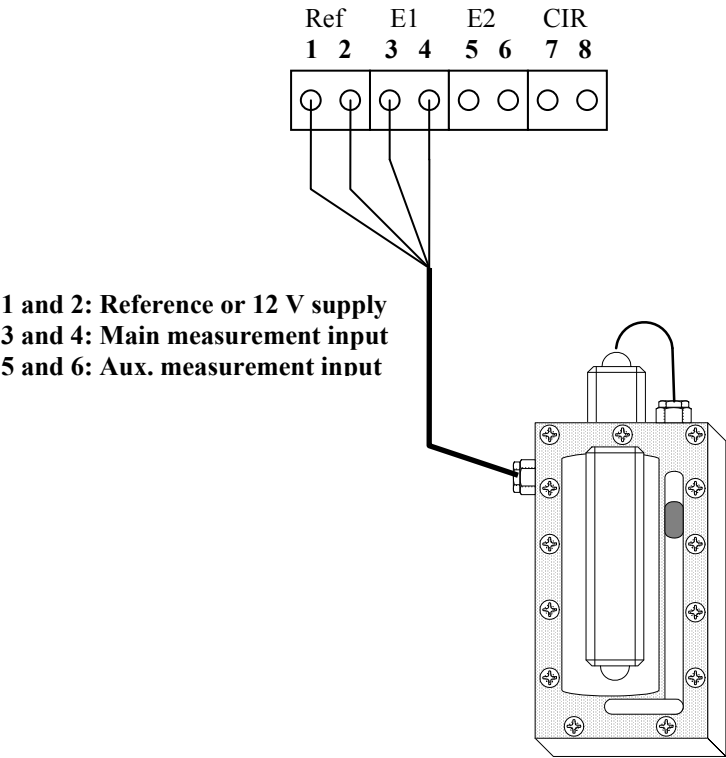 Ref E1 E2 CIR
1 2 3 4 5 6 7 8
1 and 2: Reference or 12 V supply
3 and 4: Main measurement input
5 and 6: Aux. measurement input